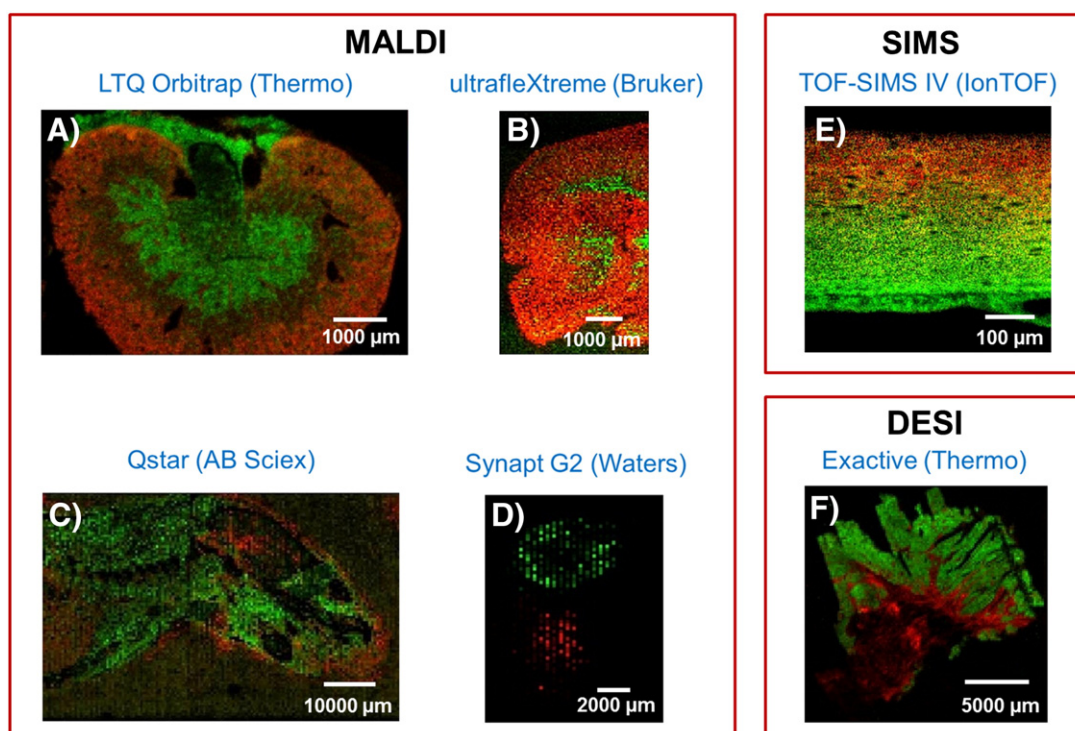 MALDI
LTQ Orbitrap (Thermo)
ultrafleXtreme (Bruker)
A)
1000 µm
B)
1000 µm
Qstar (AB Sciex)
Synapt G2 (Waters)
C)
10000 µm
D)
2000 µm
SIMS
TOF-SIMS IV (IonTOF)
E)
100 µm
DESI
Exactive (Thermo)
F)
5000 µm